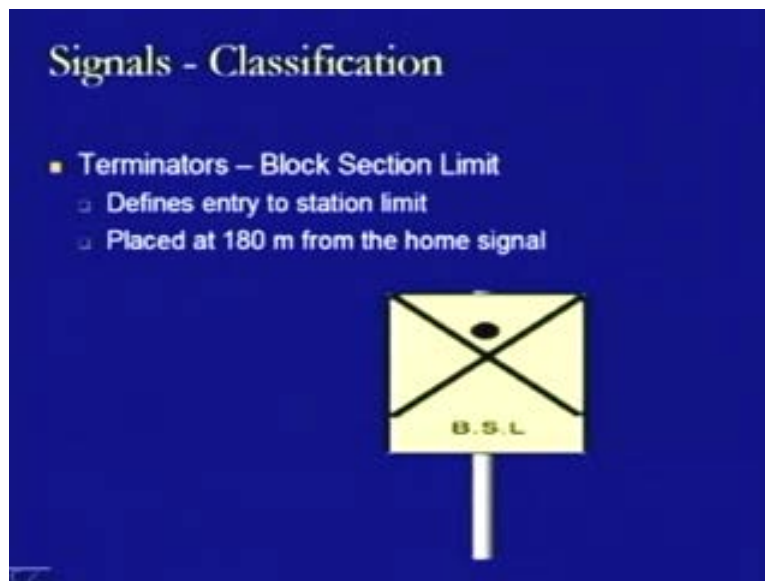 Signals - Classification
Terminators – Block Section Limit
Defines entry to station limit
Placed at 180 m from the home signal
B.S.L